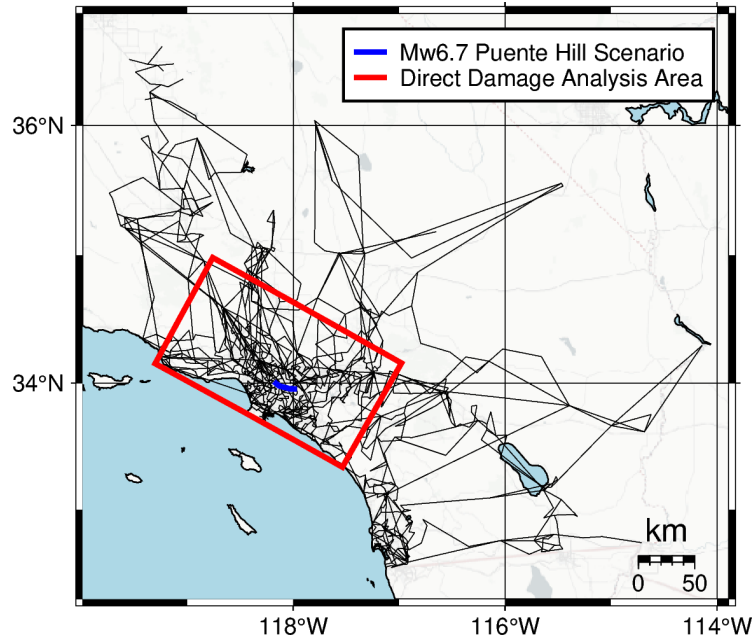 Mw6.7 Puente Hill Scenario
Direct Damage Analysis Area
36°N
34°N
km
0 50
118°W 116°W 114°W